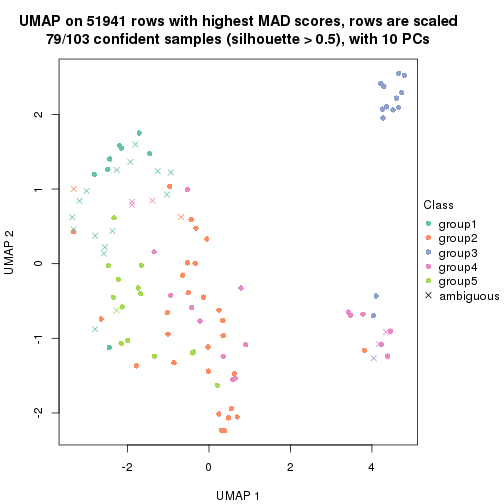 UMAP on 51941 rows with highest MAD scores, rows are scaled
79/103 confident samples (silhouette > 0.5), with 10 PCs
2
1
0
-1
-2
UMAP 2
-2
0
2
4
UMAP 1
Class
group1
group2
group3
group4
group5
ambiguous